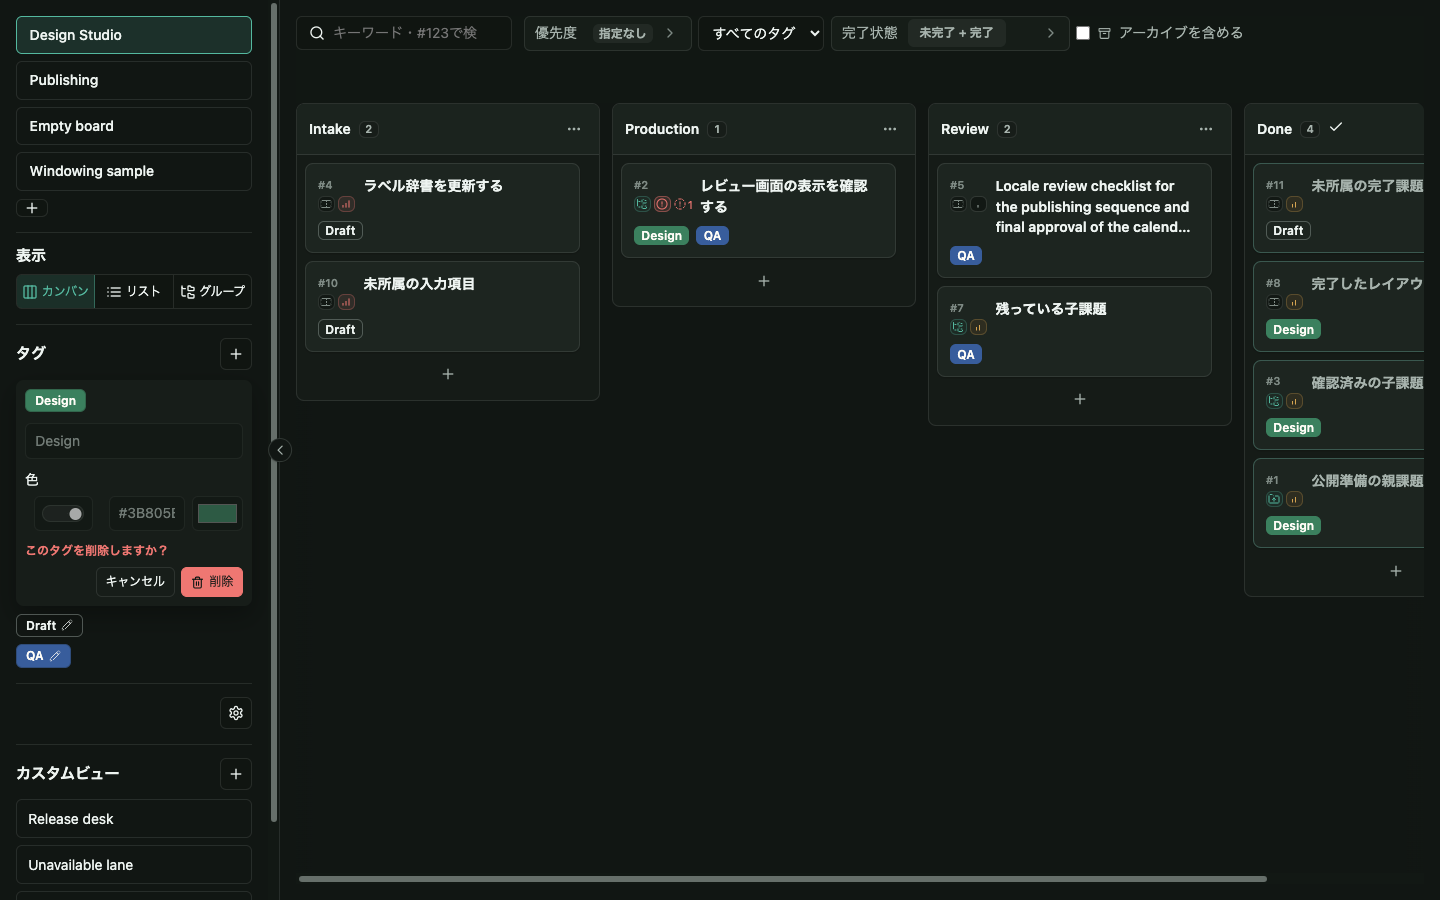 Design Studio
Publishing
Empty board
Windowing sample
表示
カンバン
リスト
グループ
タグ
Design
Design
色
#3B805E
このタグを削除しますか？
キャンセル
削除
Draft
QA
カスタムビュー
Release desk
Unavailable lane
キーワード・#123で検
優先度
指定なし
すべてのタグ
完了状態
未完了 + 完了
アーカイブを含める
Intake 2
#4
ラベル辞書を更新する
Draft
#10
未所属の入力項目
Draft
Production 1
#2
レビュー画面の表示を確認
する
1
Design
QA
Review 2
#5
Locale review checklist for
the publishing sequence and
final approval of the calend...
QA
#7
残っている子課題
QA
Done 4
#11
未所属の完了課題
Draft
#8
完了したレイアウ
Design
#3
確認済みの子課題
Design
#1
公開準備の親課題
Design